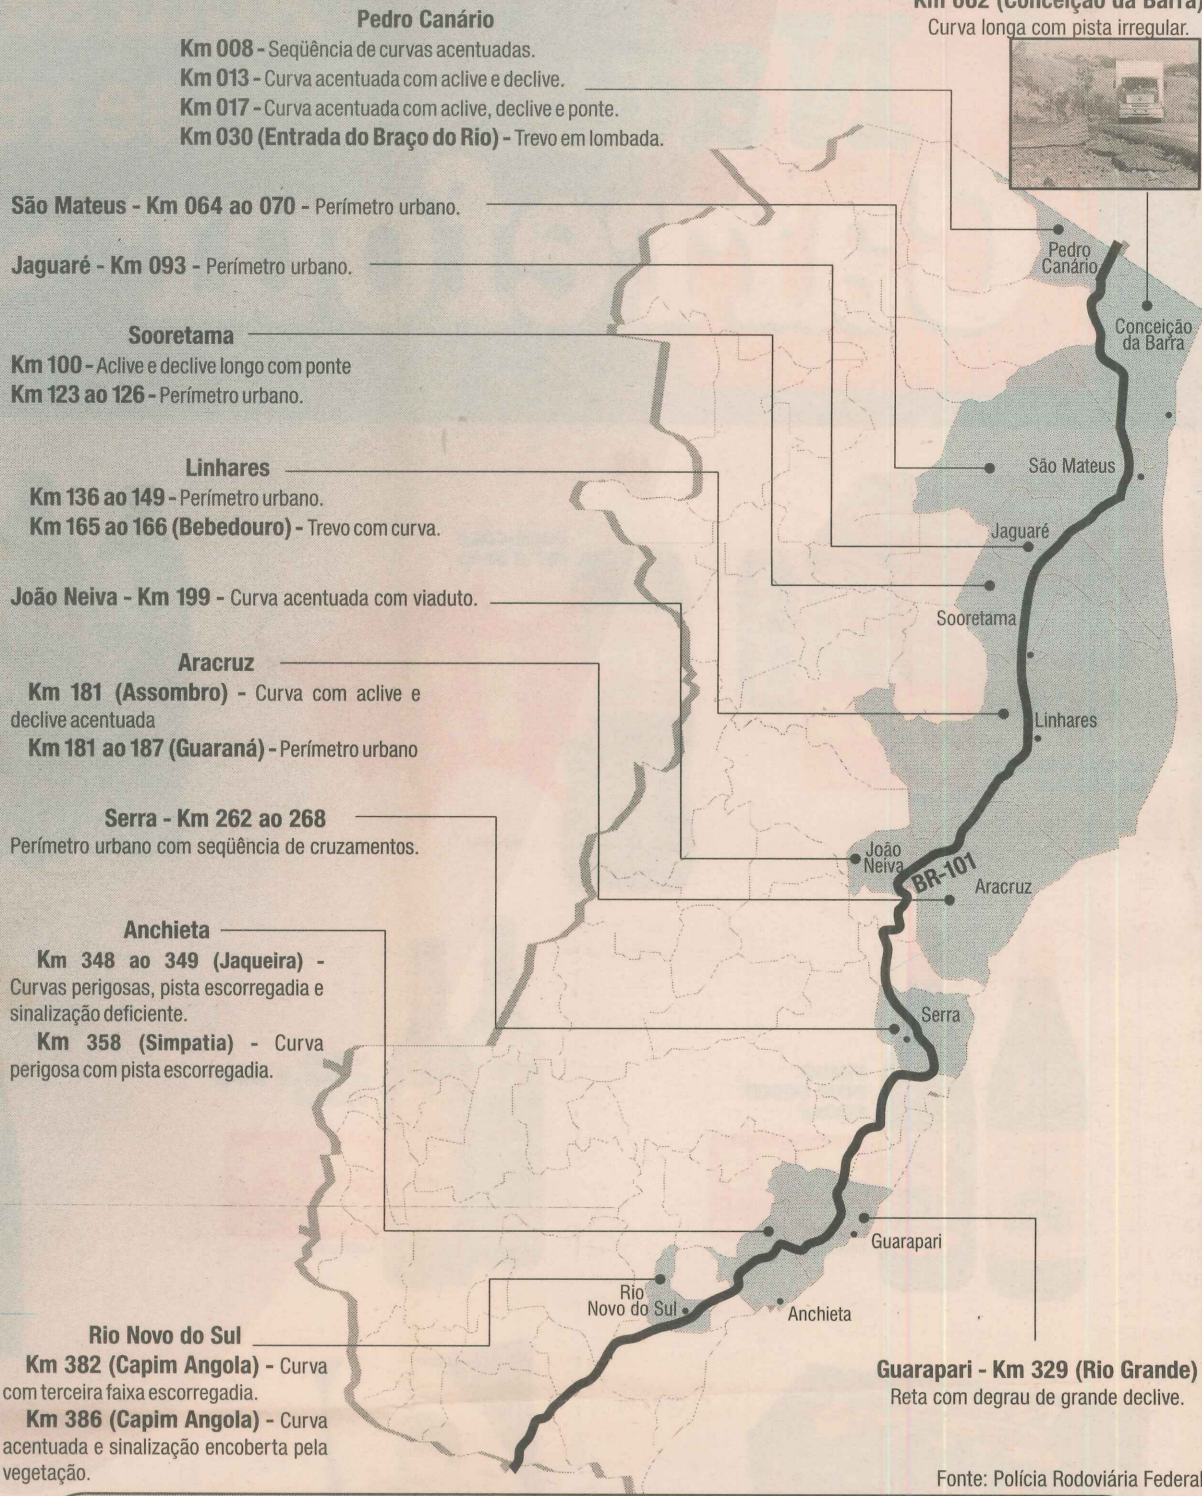 Pedro Canário
Km 008 - Seqüência de curvas acentuadas.
Km 013 - Curva acentuada com aclive e declive.
Km 017 - Curva acentuada com aclive, declive e ponte.
Km 030 (Entrada do Braço do Rio) - Trevo em lombada.
Km 062 (Conceição da Barra)
Curva longa com pista irregular.
São Mateus - Km 064 ao 070 - Perímetro urbano.
Jaguaré - Km 093 - Perímetro urbano.
Sooretama
Km 100 - Aclive e declive longo com ponte
Km 123 ao 126 - Perímetro urbano.
Linhares
Km 136 ao 149 - Perímetro urbano.
Km 165 ao 166 (Bebedouro) - Trevo com curva.
João Neiva - Km 199 - Curva acentuada com viaduto.
Aracruz
Km 181 (Assombro) - Curva com aclive e
declive acentuada
Km 181 ao 187 (Guaraná) - Perímetro urbano
Serra - Km 262 ao 268
Perímetro urbano com seqüência de cruzamentos.
Anchieta
Km 348 ao 349 (Jaqueira) -
Curvas perigosas, pista escorregadia e
sinalização deficiente.
Km 358 (Simpatia) - Curva
perigosa com pista escorregadia.
Rio Novo do Sul
Km 382 (Capim Angola) - Curva
com terceira faixa escorregadia.
Km 386 (Capim Angola) - Curva
acentuada e sinalização encoberta pela
vegetação.
Pedro
Canário
Conceição
da Barra
São Mateus
Jaguaré
Sooretama
Linhares
João
Neiva
BR-101
Aracruz
Serra
Guarapari
Rio
Novo do Sul
Anchieta
Guarapari - Km 329 (Rio Grande)
Reta com degrau de grande declive.
Fonte: Polícia Rodoviária Federal